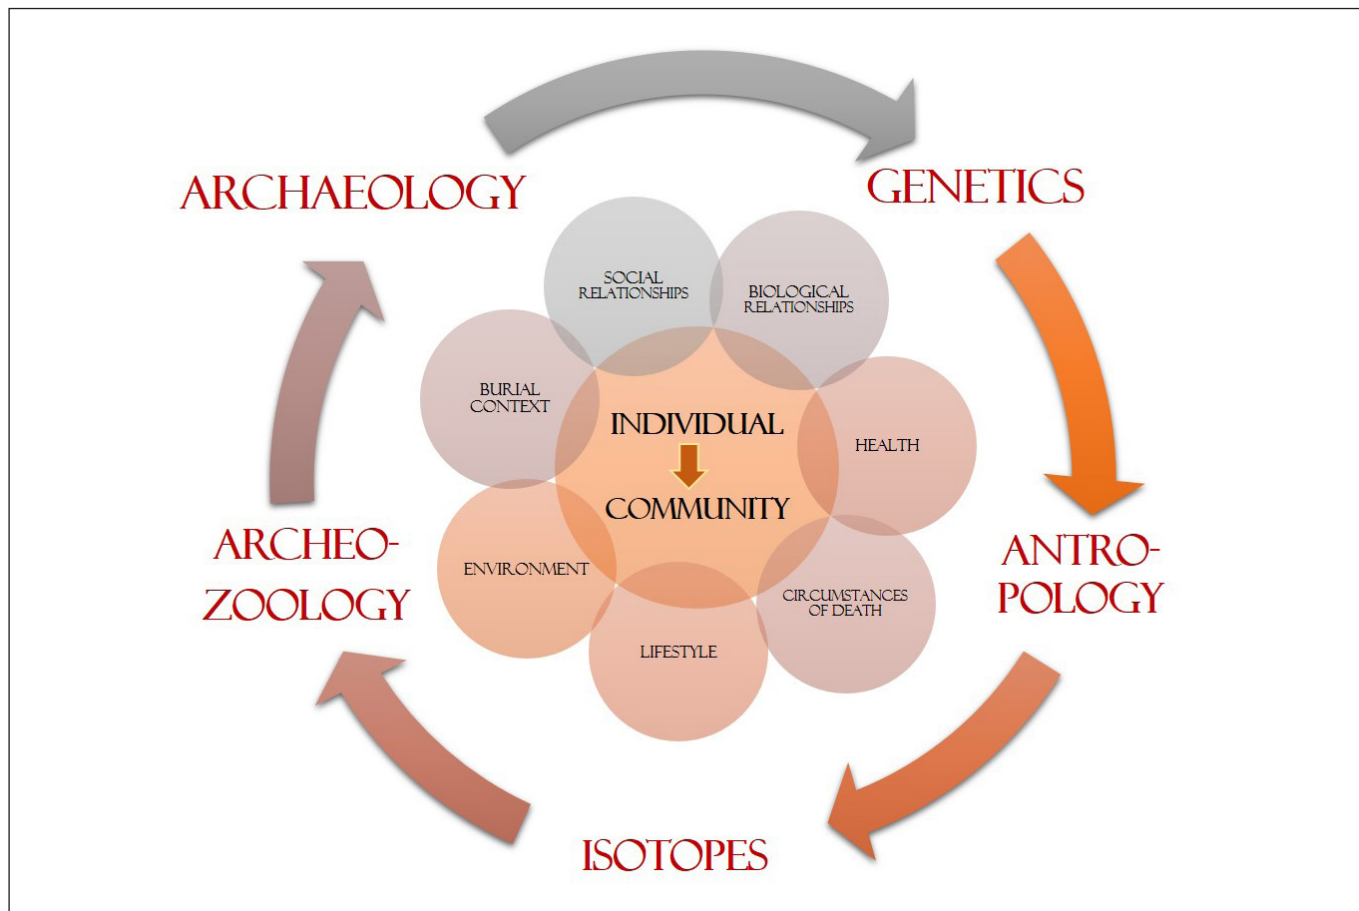 ARCHAEOLOGY
GENETICS
SOCIAL
RELATIONSHIPS
BIOLOGICAL
RELATIONSHIPS
BURIAL
CONTEXT
INDIVIDUAL
COMMUNITY
HEALTH
ENVIRONMENT
CIRCUMSTANCES
OF DEATH
LIFESTYLE
ARCHEO-
ZOOLOGY
ANTRO-
POLOGY
ISOTOPES